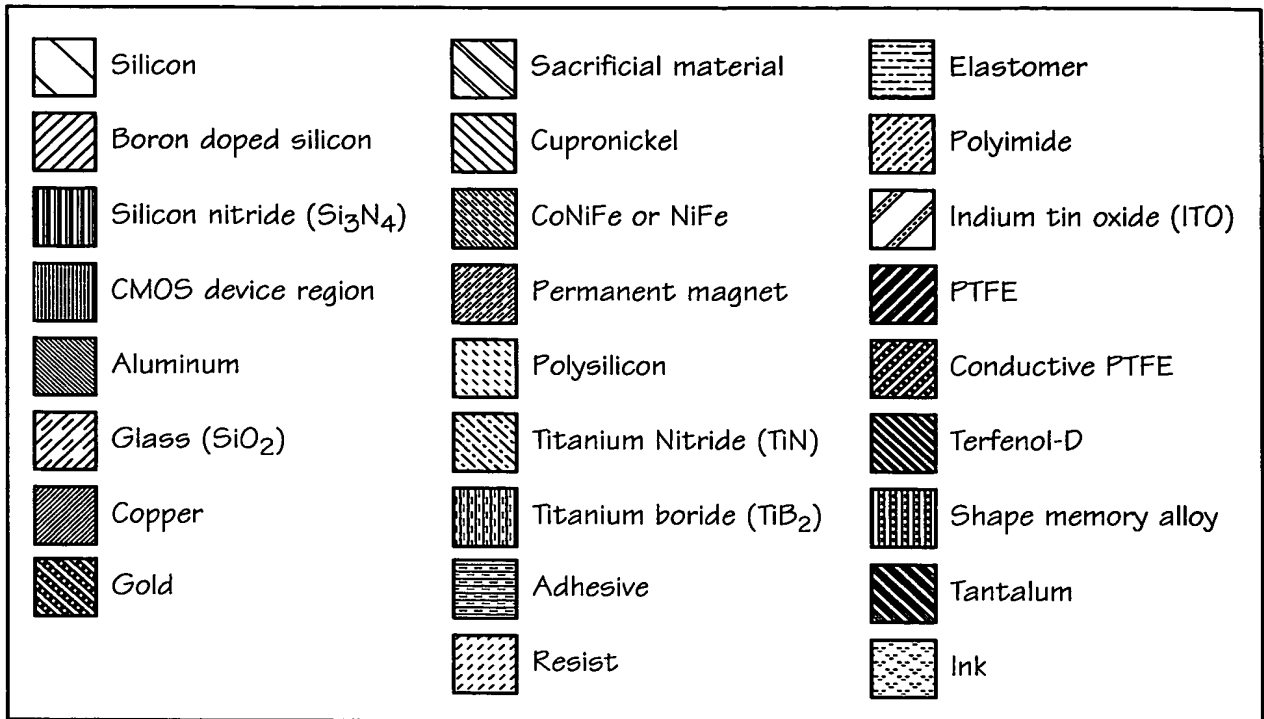 Silicon
Boron doped silicon
Silicon nitride (Si₃N₄)
CMOS device region
Aluminum
Glass (SiO₂)
Copper
Gold
Sacrificial material
Cupronickel
CoNiFe or NiFe
Permanent magnet
Polysilicon
Titanium Nitride (TiN)
Titanium boride (TiB₂)
Adhesive
Resist
Elastomer
Polyimide
Indium tin oxide (ITO)
PTFE
Conductive PTFE
Terfenol-D
Shape memory alloy
Tantalum
Ink